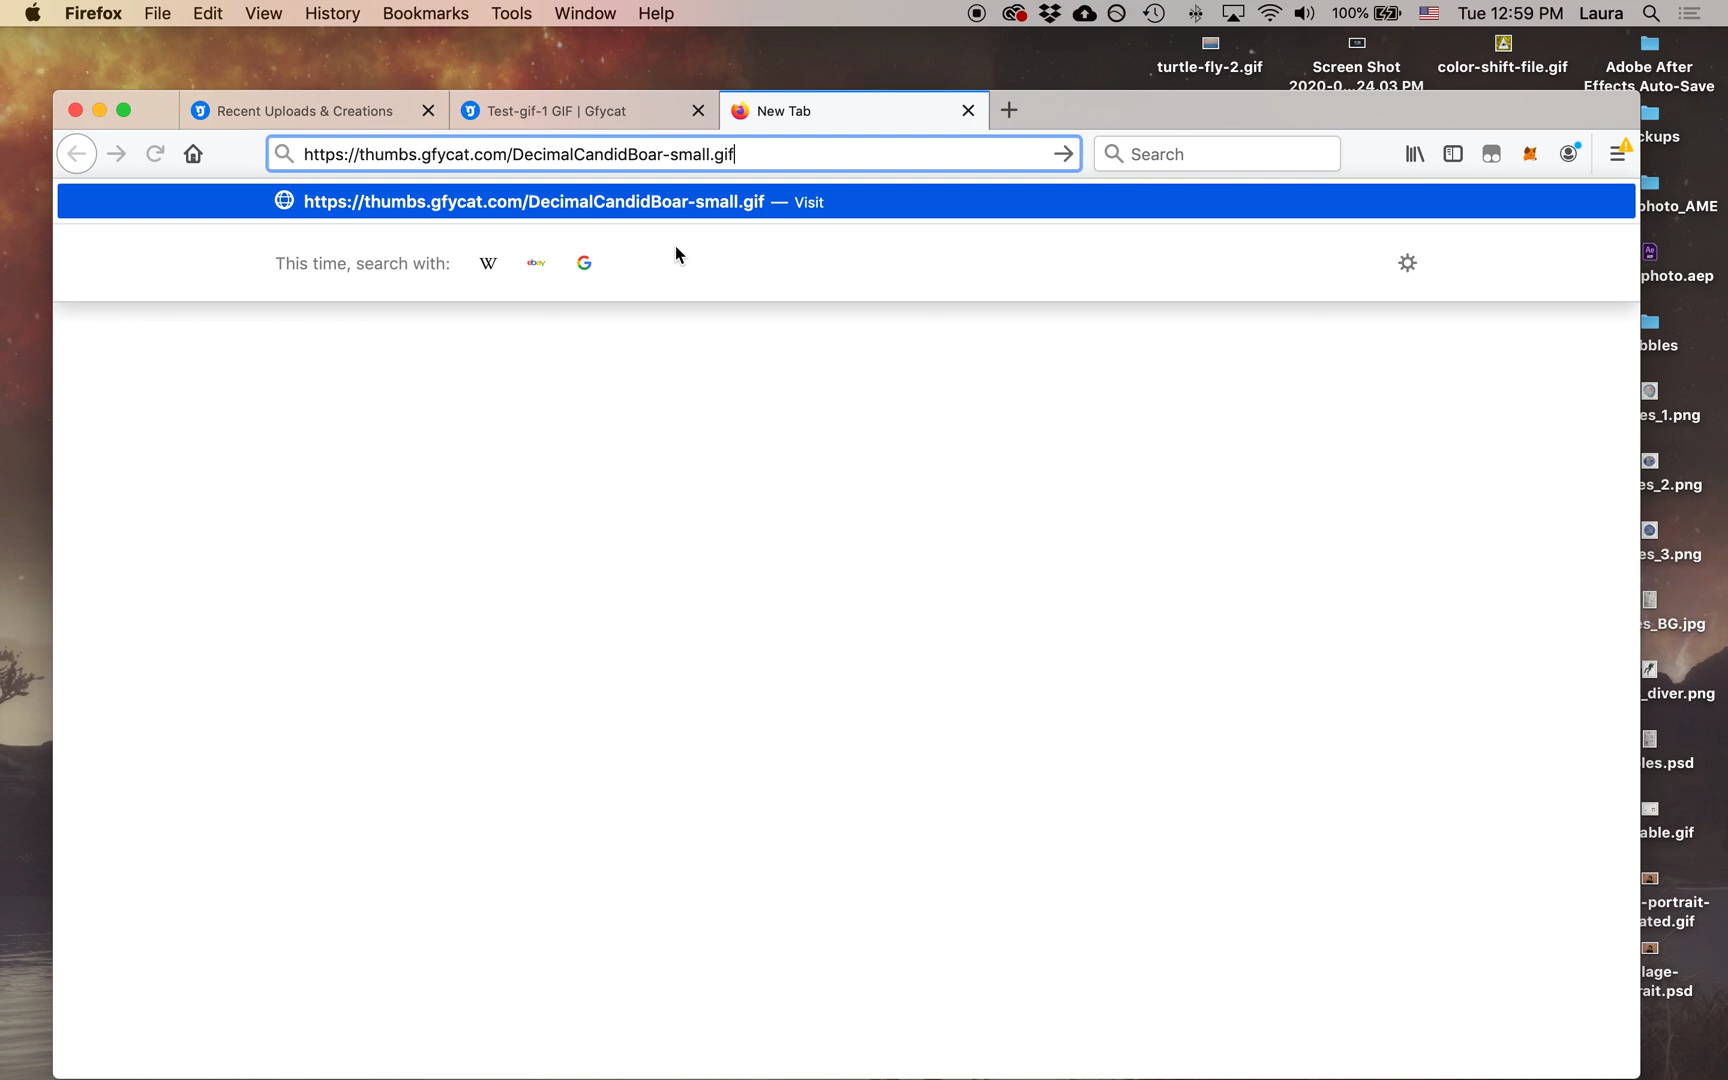 Firefox File Edit View History Bookmarks Tools Window Help 100% Tue 12:59 PM Laura
turtle-fly-2.gif
Screen Shot
2020-0...24.03 PM
color-shift-file.gif
Adobe After
Effects Auto-Save
Recent Uploads & Creations
Test-gif-1 GIF | Gfycat
New Tab
https://thumbs.gfycat.com/DecimalCandidBoar-small.gif
Search
https://thumbs.gfycat.com/DecimalCandidBoar-small.gif — Visit
This time, search with: W ebay G
ckups
photo_AME
Ae
photo.aep
bbles
es_1.png
es_2.png
es_3.png
es_BG.jpg
_diver.png
les.psd
able.gif
-portrait-
ated.gif
lage-
rait.psd